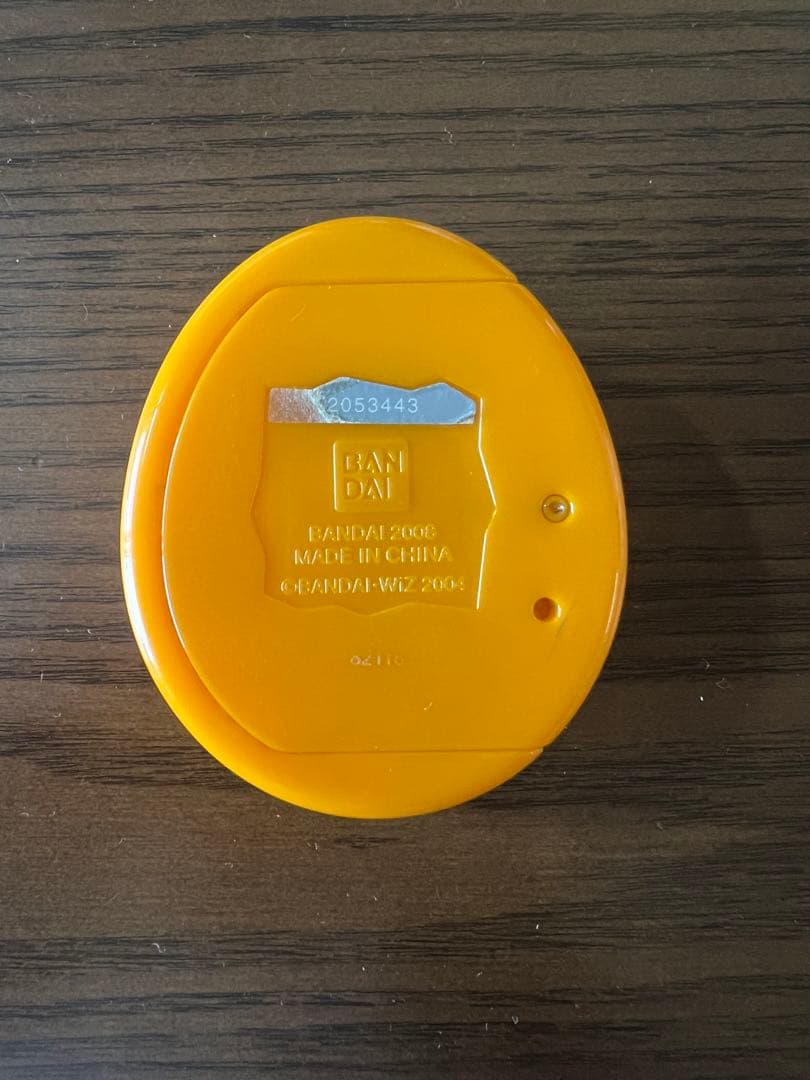 2053443
BAN
DAI
BANDAI 2008
MADE IN CHINA
©BANDAI・WiZ 2004